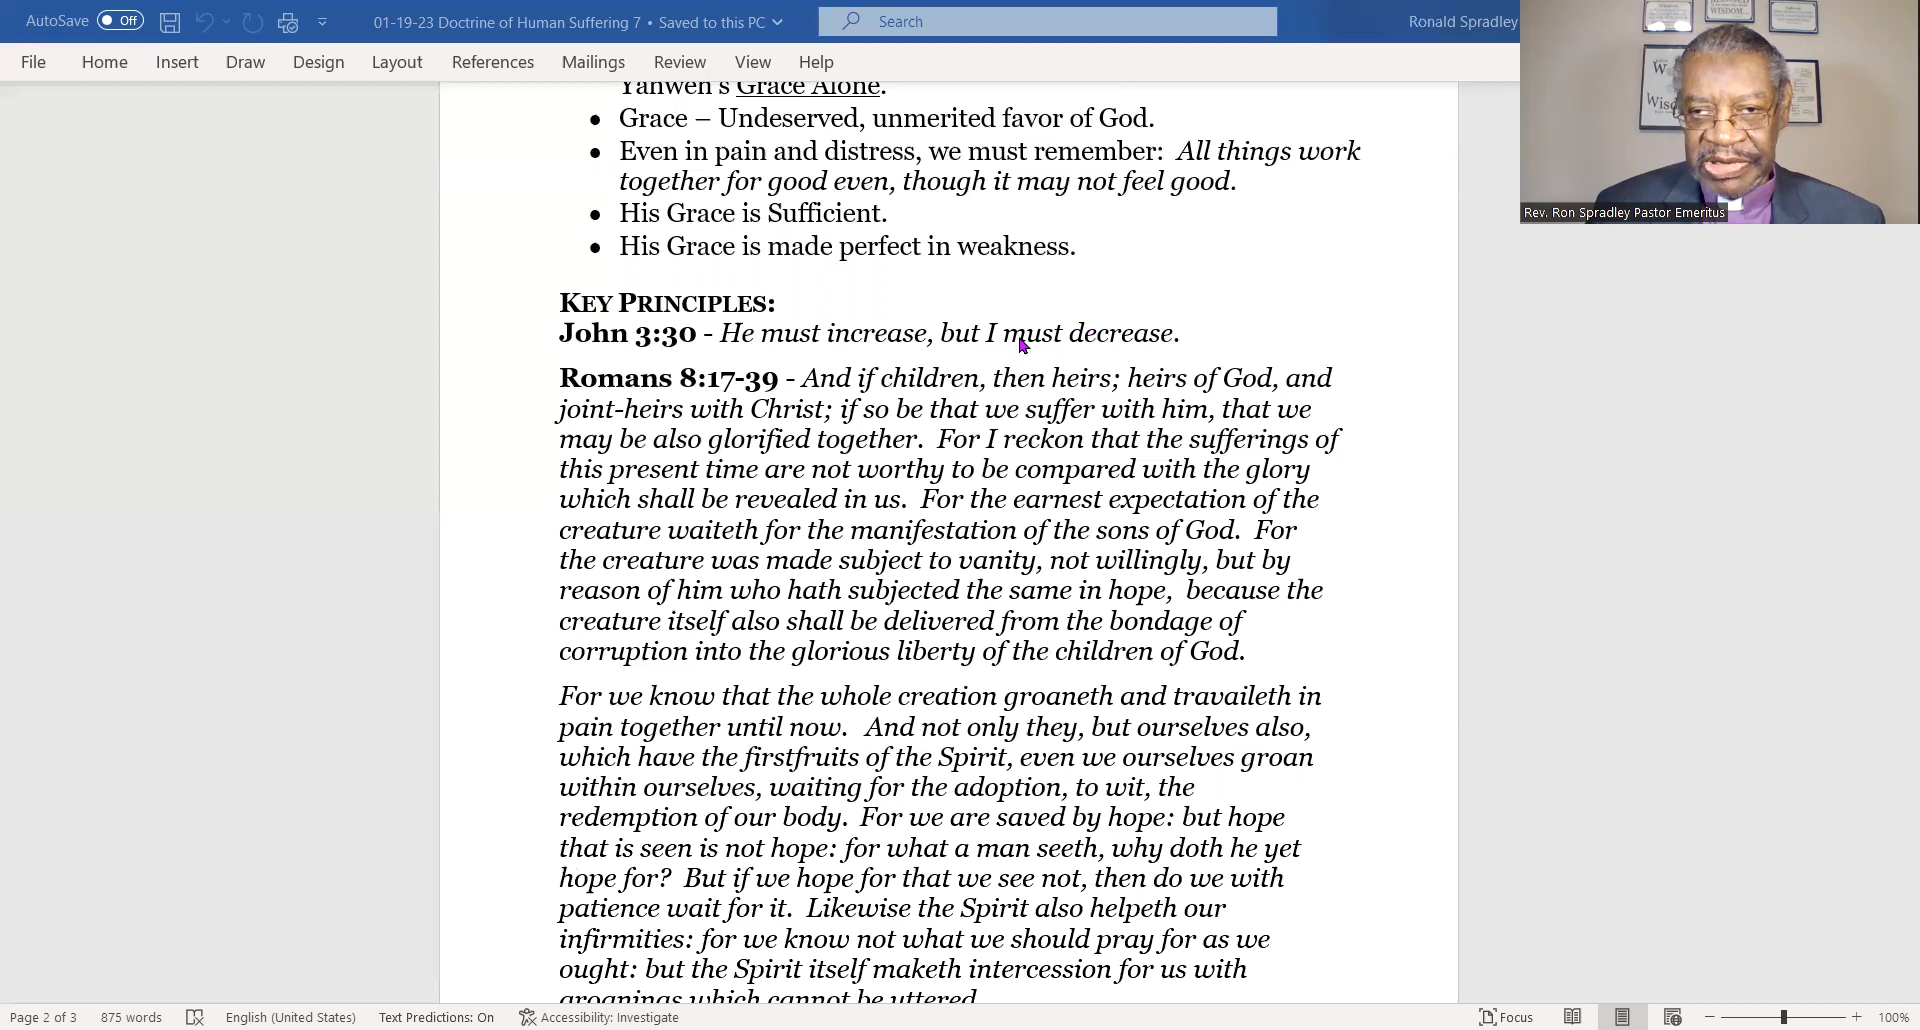 AutoSave Off 01-19-23 Doctrine of Human Suffering 7 • Saved to this PC Search Ronald Spradley
File Home Insert Draw Design Layout References Mailings Review View Help
Yahweh's Grace Alone.
• Grace – Undeserved, unmerited favor of God.
• Even in pain and distress, we must remember: All things work
together for good even, though it may not feel good.
• His Grace is Sufficient.
• His Grace is made perfect in weakness.
KEY PRINCIPLES:
John 3:30 - He must increase, but I must decrease.
Romans 8:17-39 - And if children, then heirs; heirs of God, and
joint-heirs with Christ; if so be that we suffer with him, that we
may be also glorified together. For I reckon that the sufferings of
this present time are not worthy to be compared with the glory
which shall be revealed in us. For the earnest expectation of the
creature waiteth for the manifestation of the sons of God. For
the creature was made subject to vanity, not willingly, but by
reason of him who hath subjected the same in hope, because the
creature itself also shall be delivered from the bondage of
corruption into the glorious liberty of the children of God.
For we know that the whole creation groaneth and travaileth in
pain together until now. And not only they, but ourselves also,
which have the firstfruits of the Spirit, even we ourselves groan
within ourselves, waiting for the adoption, to wit, the
redemption of our body. For we are saved by hope: but hope
that is seen is not hope: for what a man seeth, why doth he yet
hope for? But if we hope for that we see not, then do we with
patience wait for it. Likewise the Spirit also helpeth our
infirmities: for we know not what we should pray for as we
ought: but the Spirit itself maketh intercession for us with
groanings which cannot be uttered
WISDOM...
Rev. Ron Spradley Pastor Emeritus
Page 2 of 3 875 words English (United States) Text Predictions: On Accessibility: Investigate Focus 100%